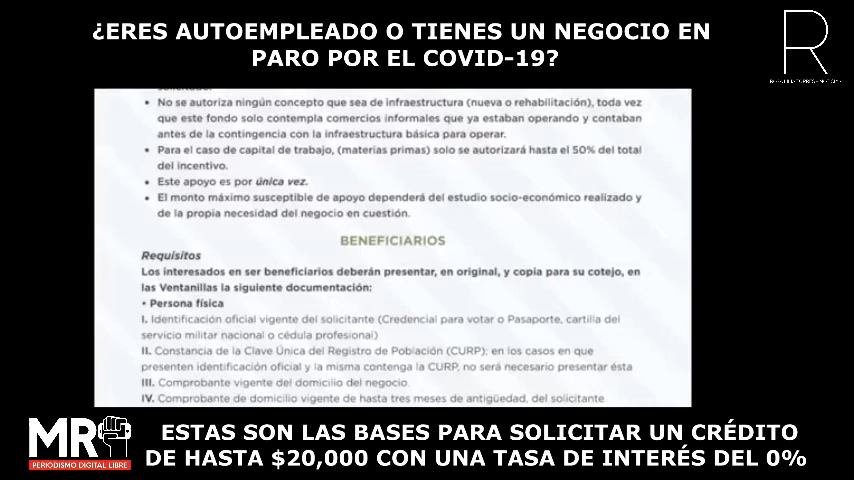 ¿ERES AUTOEMPLEADO O TIENES UN NEGOCIO EN
PARO POR EL COVID-19?
R
solicitado.
• No se autoriza ningún concepto que sea de infraestructura (nueva o rehabilitación), toda vez
que este fondo solo contempla comercios informales que ya estaban operando y contaban
antes de la contingencia con la infraestructura básica para operar.
• Para el caso de capital de trabajo, (materias primas) solo se autorizará hasta el 50% del total
del incentivo.
• Este apoyo es por única vez.
• El monto máximo susceptible de apoyo dependerá del estudio socio-económico realizado y
de la propia necesidad del negocio en cuestión.
BENEFICIARIOS
Requisitos
Los interesados en ser beneficiarios deberán presentar, en original, y copia para su cotejo, en
las Ventanillas la siguiente documentación:
• Persona física
I. Identificación oficial vigente del solicitante (Credencial para votar o Pasaporte, cartilla del
servicio militar nacional o cédula profesional)
II. Constancia de la Clave Única del Registro de Población (CURP); en los casos en que
presenten identificación oficial y la misma contenga la CURP, no será necesario presentar ésta
III. Comprobante vigente del domicilio del negocio.
IV. Comprobante de domicilio vigente de hasta tres meses de antigüedad, del solicitante
MR
PERIODISMO DIGITAL LIBRE
ESTAS SON LAS BASES PARA SOLICITAR UN CRÉDITO
DE HASTA $20,000 CON UNA TASA DE INTERÉS DEL 0%